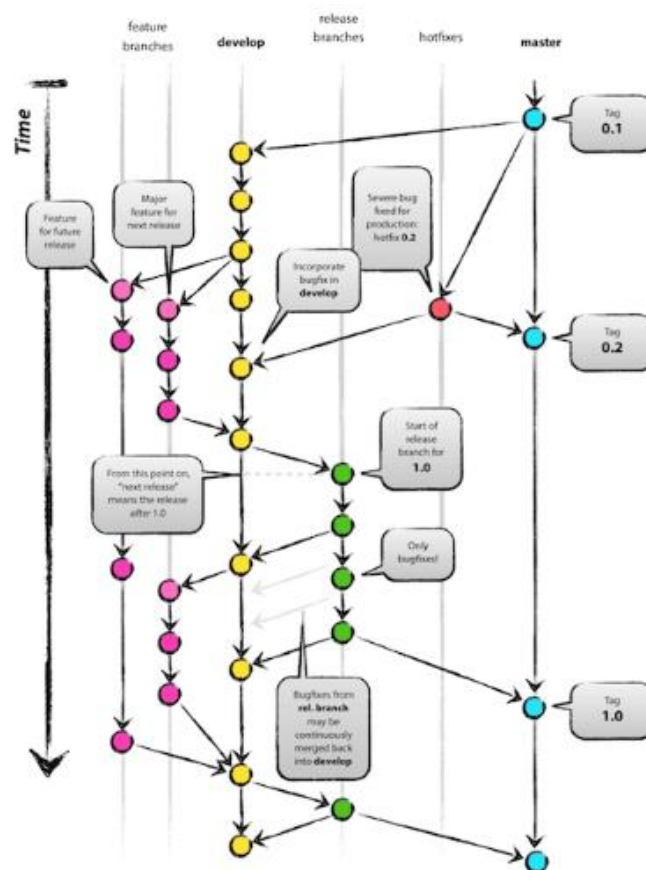 feature
branches
develop
release
branches
hotfixes
master
Time
Tag
0.1
Feature
for future
release
Major
feature for
next release
Severe bug
fixed for
production:
hotfix 0.2
Incorporate
bugfix in
develop
Tag
0.2
Start of
release
branch for
1.0
From this point on,
"next release"
means the release
after 1.0
Only
bugfixes!
Bugfixes from
rel. branch
may be
continuously
merged back
into develop
Tag
1.0